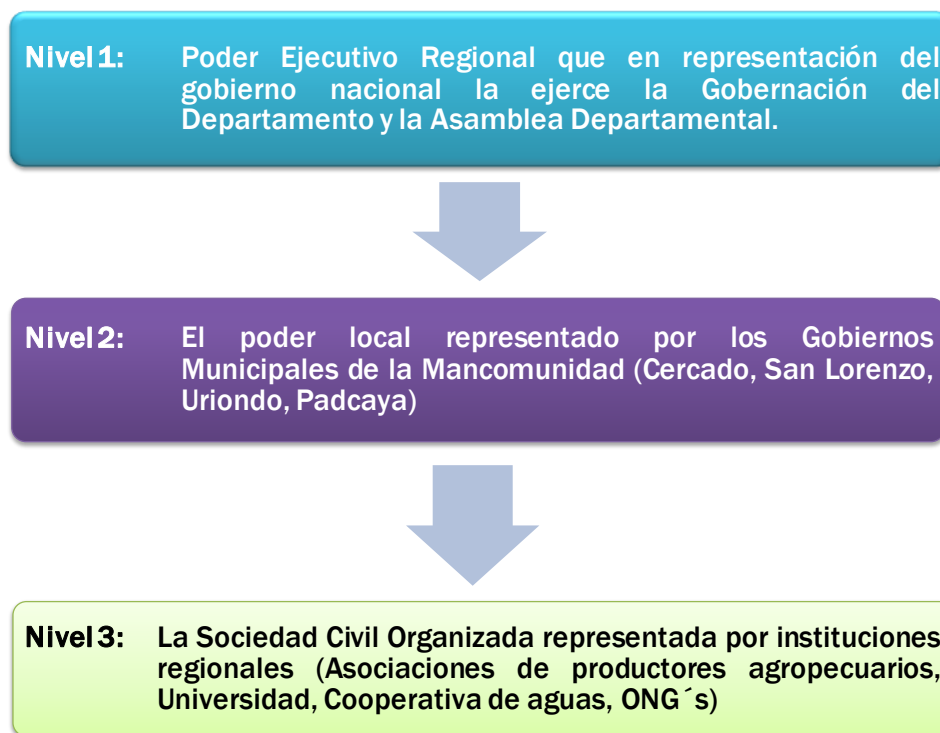 Nivel 1: Poder Ejecutivo Regional que en representación del
gobierno nacional la ejerce la Gobernación del
Departamento y la Asamblea Departamental.
Nivel 2: El poder local representado por los Gobiernos
Municipales de la Mancomunidad (Cercado, San Lorenzo,
Uriondo, Padcaya)
Nivel 3: La Sociedad Civil Organizada representada por instituciones
regionales (Asociaciones de productores agropecuarios,
Universidad, Cooperativa de aguas, ONG´s)